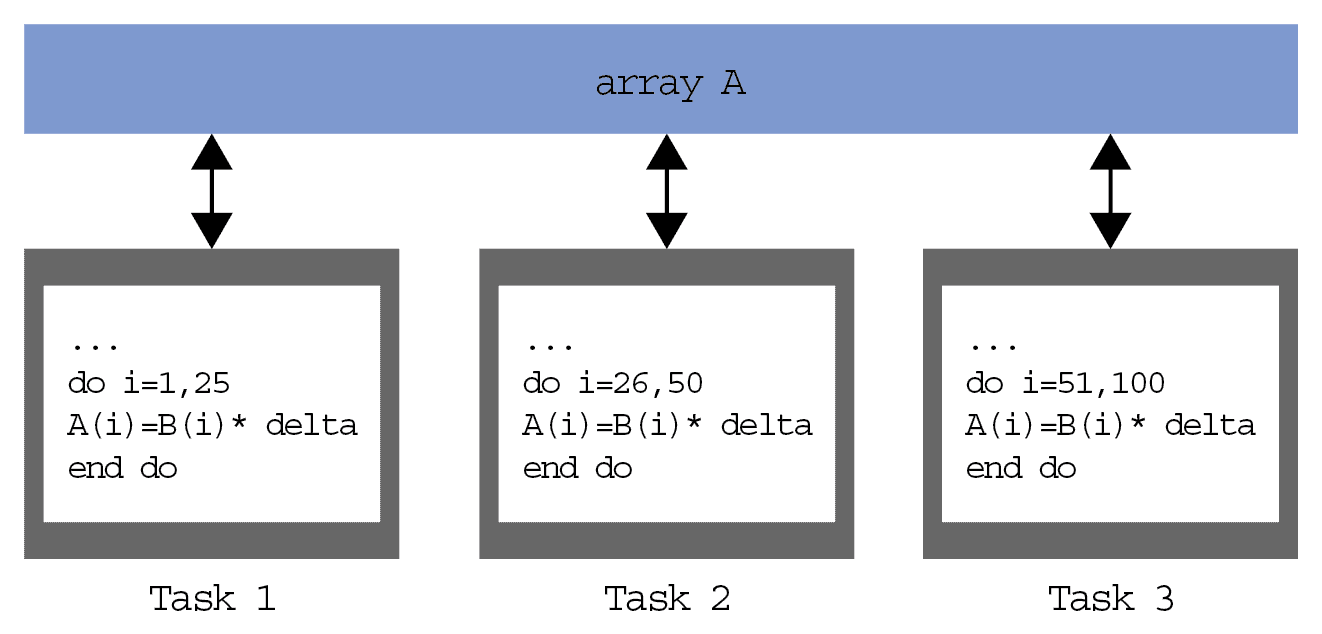 array A
...
do i=1,25
A(i)=B(i)* delta
end do
...
do i=26,50
A(i)=B(i)* delta
end do
...
do i=51,100
A(i)=B(i)* delta
end do
Task 1
Task 2
Task 3